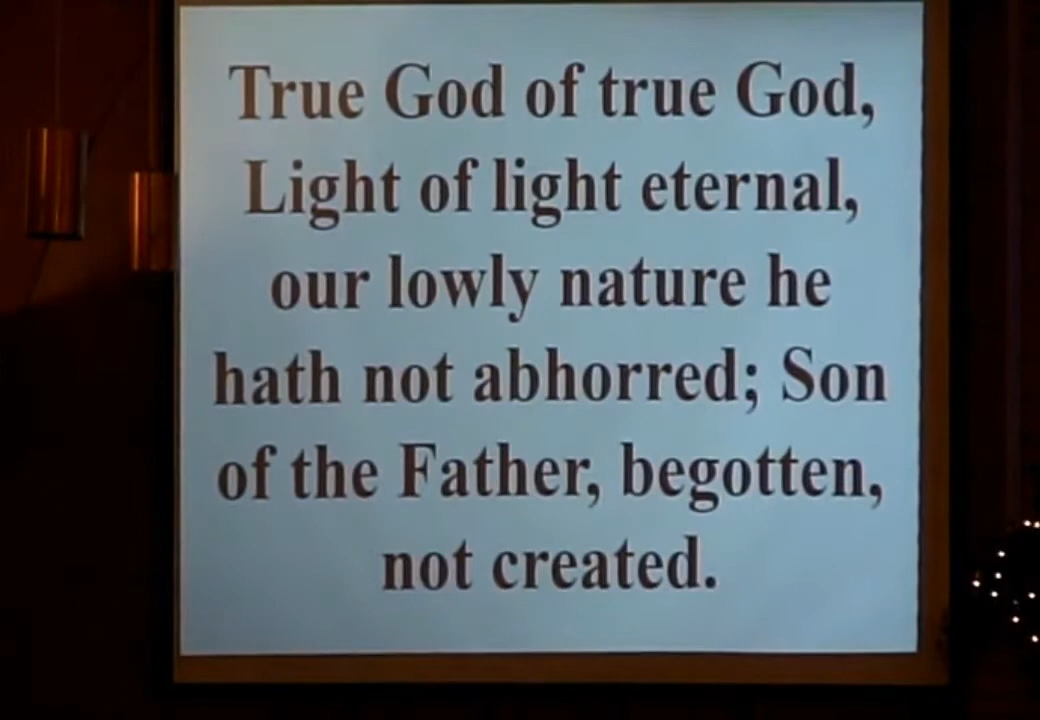 True God of true God,
Light of light eternal,
our lowly nature he
hath not abhorred; Son
of the Father, begotten,
not created.